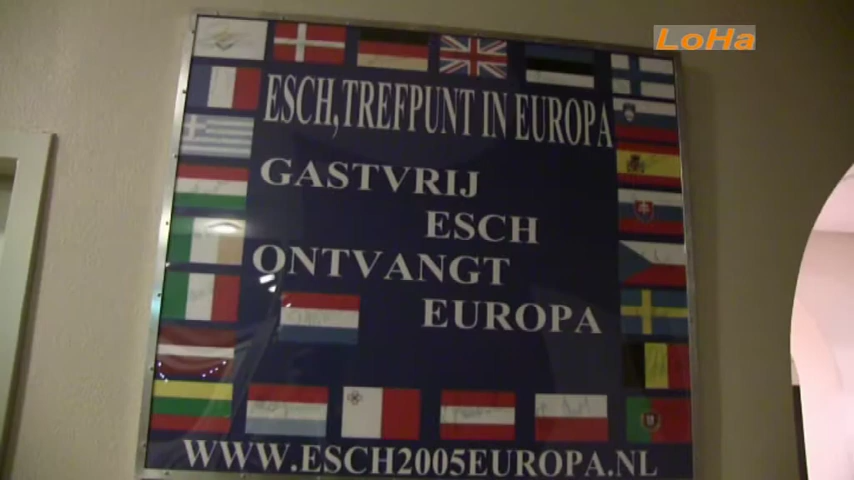 LoHa
ESCH, TREFPUNT IN EUROPA
GASTVRIJ
ESCH
ONTVANGT
EUROPA
WWW.ESCH2005EUROPA.NL